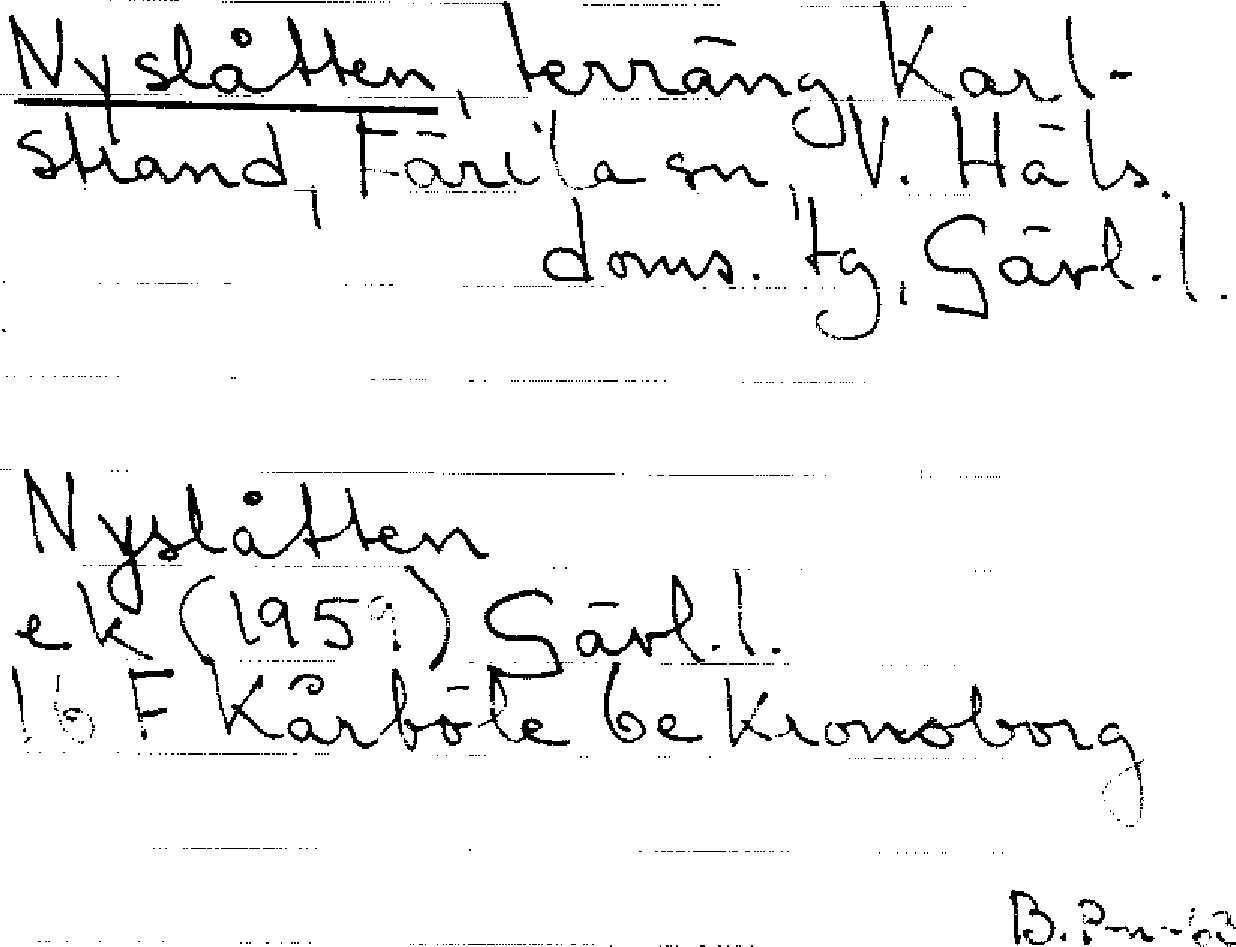 Nyslåtten, terräng, Karl-
strand, Färila sn, V. Häls.
doms. tg, Gävl. l.
Nyslåtten
ek (1959) Gävl. l.
16 F Kårböle 6e Kronoborg
B. P-n -63